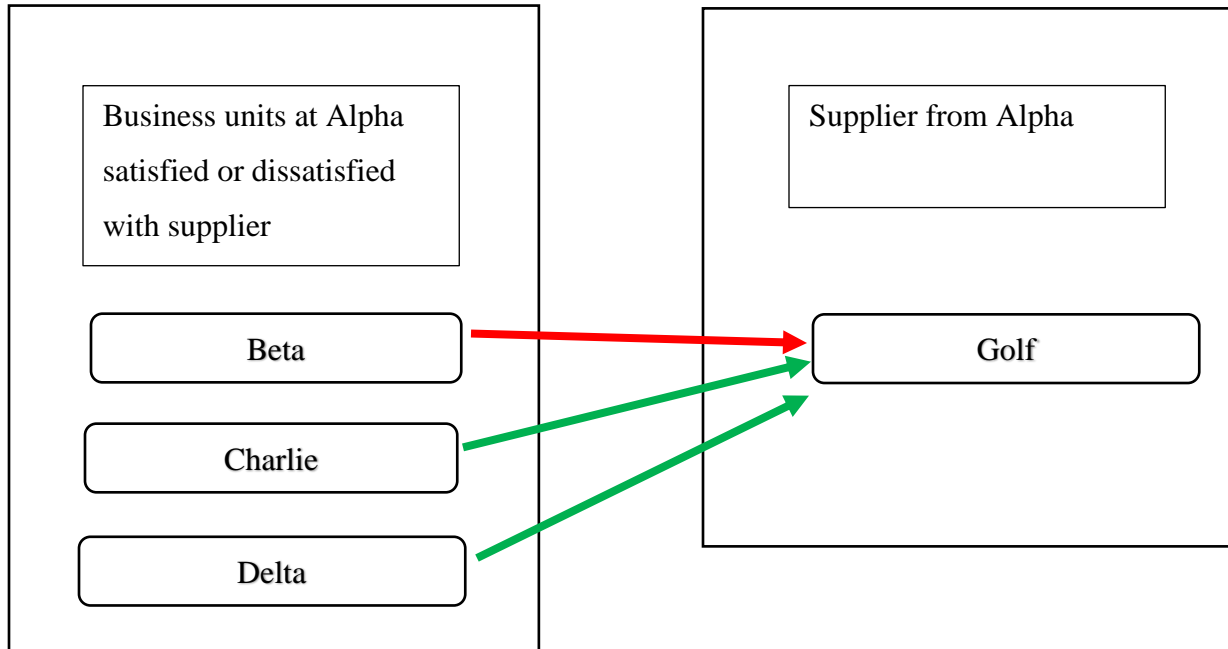 Business units at Alpha
satisfied or dissatisfied
with supplier
Beta
Charlie
Delta
Supplier from Alpha
Golf